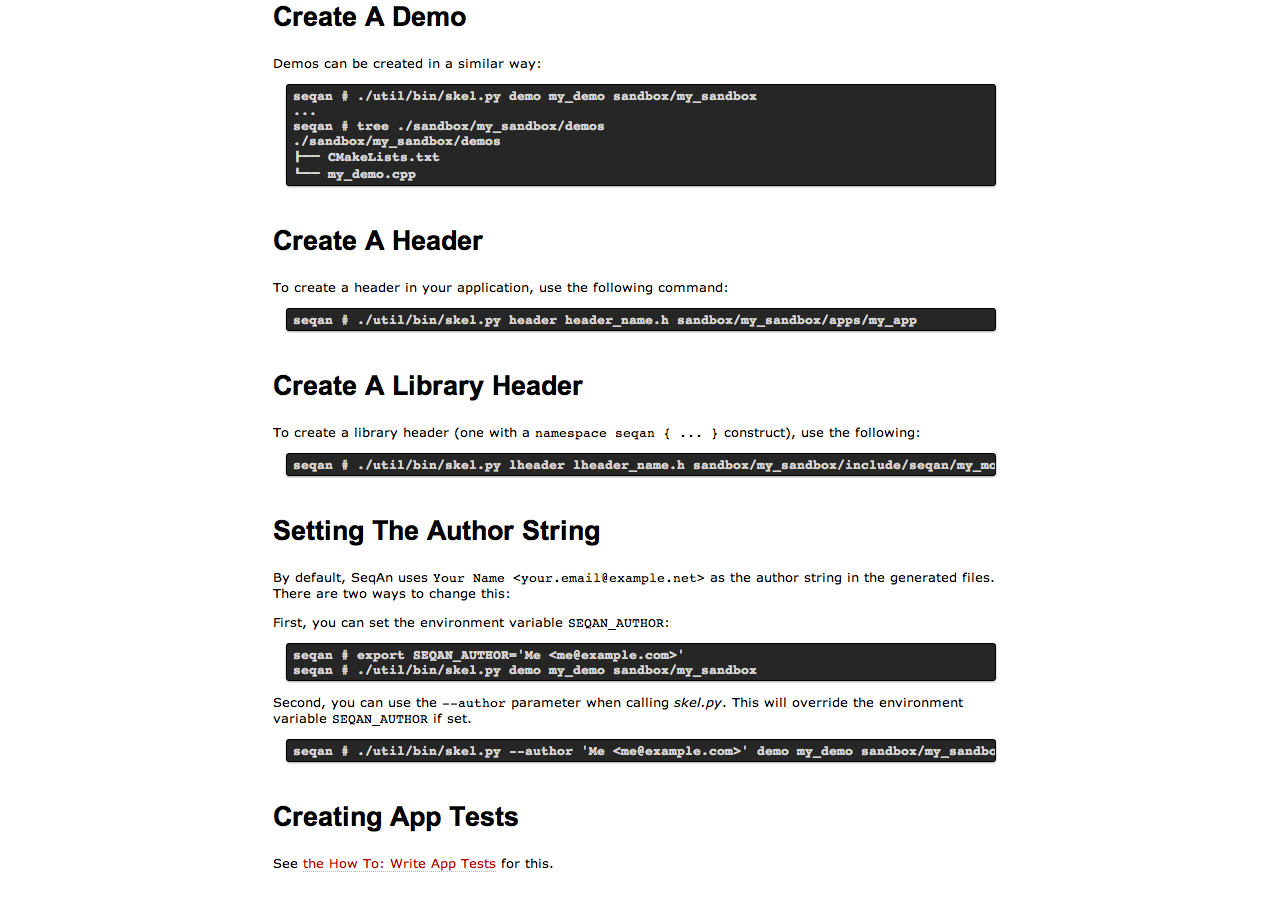 Create A Demo
Demos can be created in a similar way:
seqan # ./util/bin/skel.py demo my_demo sandbox/my_sandbox
...
seqan # tree ./sandbox/my_sandbox/demos
./sandbox/my_sandbox/demos
├── CMakeLists.txt
└── my_demo.cpp
Create A Header
To create a header in your application, use the following command:
seqan # ./util/bin/skel.py header header_name.h sandbox/my_sandbox/apps/my_app
Create A Library Header
To create a library header (one with a namespace seqan { ... } construct), use the following:
seqan # ./util/bin/skel.py lheader lheader_name.h sandbox/my_sandbox/include/seqan/my_mo
Setting The Author String
By default, SeqAn uses Your Name <your.email@example.net> as the author string in the generated files.
There are two ways to change this:
First, you can set the environment variable SEQAN_AUTHOR:
seqan # export SEQAN_AUTHOR='Me <me@example.com>'
seqan # ./util/bin/skel.py demo my_demo sandbox/my_sandbox
Second, you can use the --author parameter when calling skel.py. This will override the environment
variable SEQAN_AUTHOR if set.
seqan # ./util/bin/skel.py --author 'Me <me@example.com>' demo my_demo sandbox/my_sandbo
Creating App Tests
See the How To: Write App Tests for this.